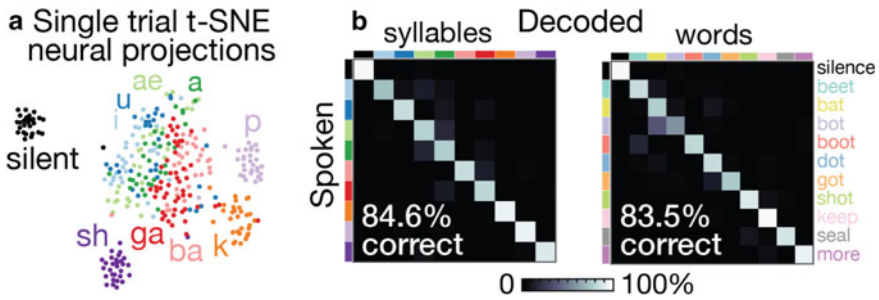 a Single trial t-SNE
neural projections
ae a
u
i
p
silent
sh ga ba k
b Decoded
syllables words
Spoken
84.6%
correct
83.5%
correct
silence
beet
bat
bot
boot
dot
got
shot
keep
seal
more
0 100%